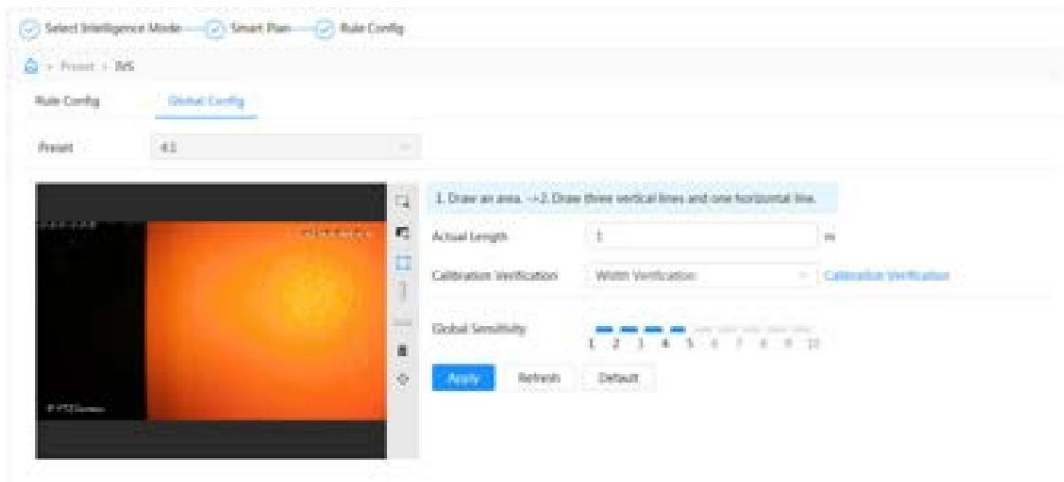 Select Intelligence Mode Smart Plan Rule Config
> Preset > IVS
Rule Config Global Config
Preset
1. Draw an area. -->2. Draw three vertical lines and one horizontal line.
Actual Length 1 m
Calibration Verification Width Verification Calibration Verification
Global Sensitivity
1 2 3 4 5 6 7 8 9 10
Apply Refresh Default